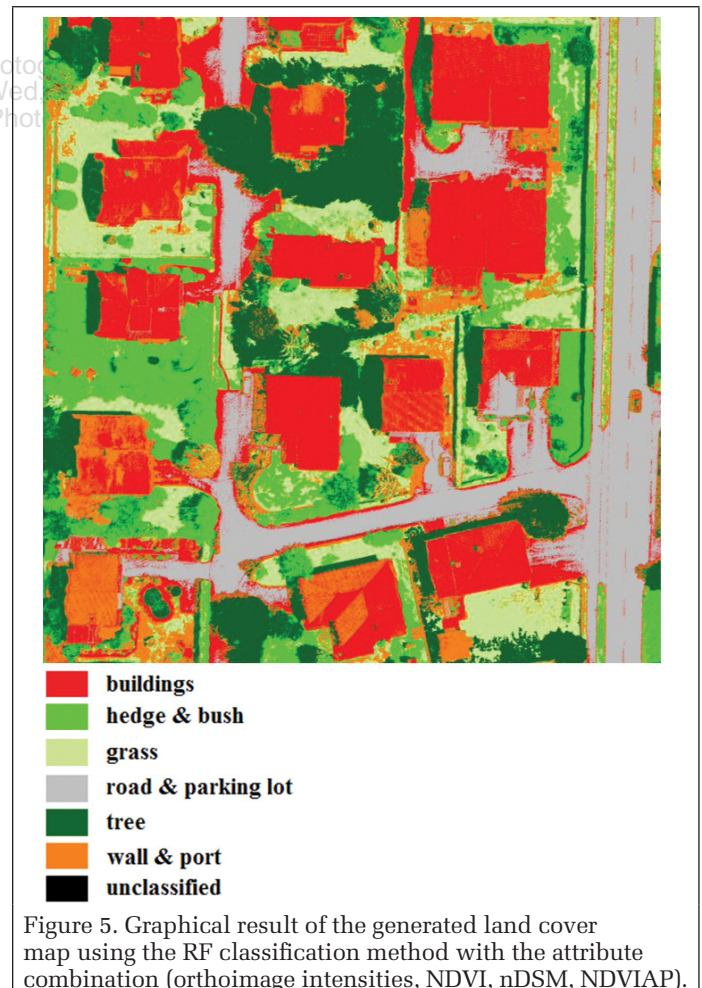 buildings
hedge & bush
grass
road & parking lot
tree
wall & port
unclassified
Figure 5. Graphical result of the generated land cover
map using the RF classification method with the attribute
combination (orthoimage intensities, NDVI, nDSM, NDVIAP).